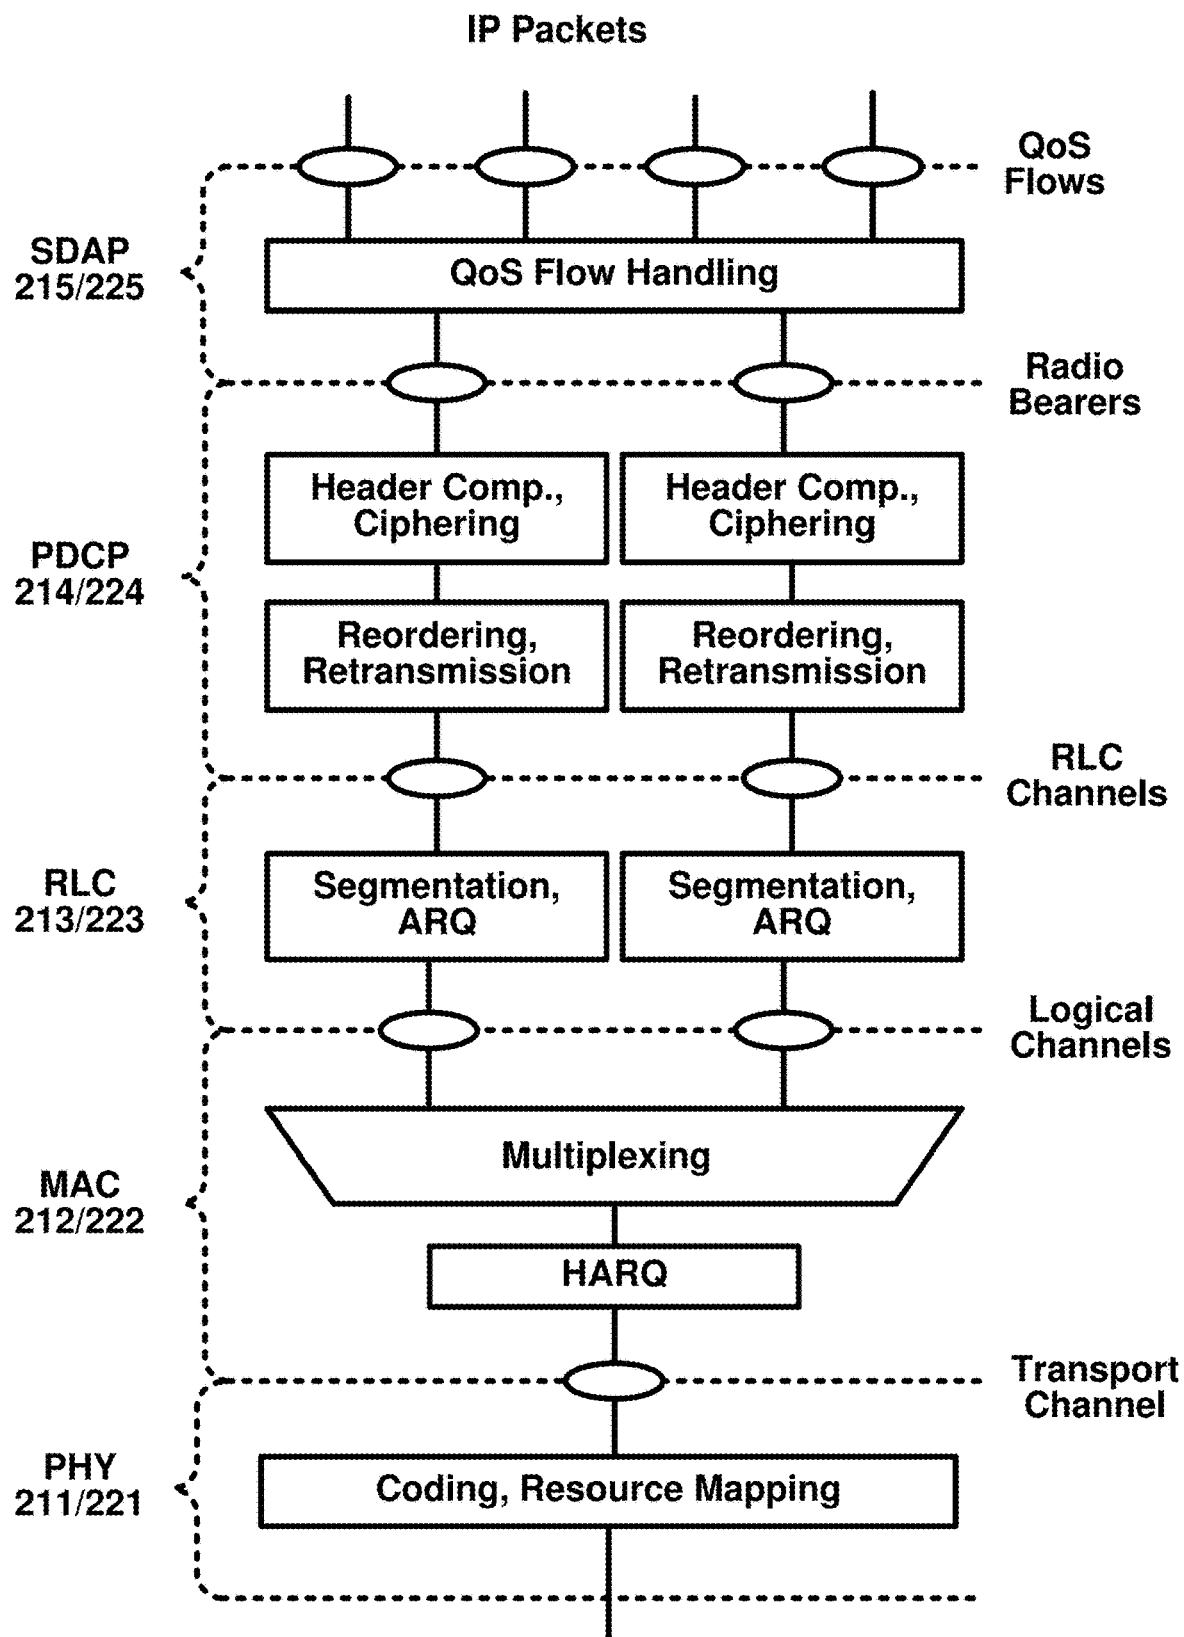 IP Packets
QoS
Flows
SDAP
215/225
QoS Flow Handling
Radio
Bearers
Header Comp.,
Ciphering
Header Comp.,
Ciphering
PDCP
214/224
Reordering,
Retransmission
Reordering,
Retransmission
RLC
Channels
RLC
213/223
Segmentation,
ARQ
Segmentation,
ARQ
Logical
Channels
Multiplexing
MAC
212/222
HARQ
Transport
Channel
PHY
211/221
Coding, Resource Mapping